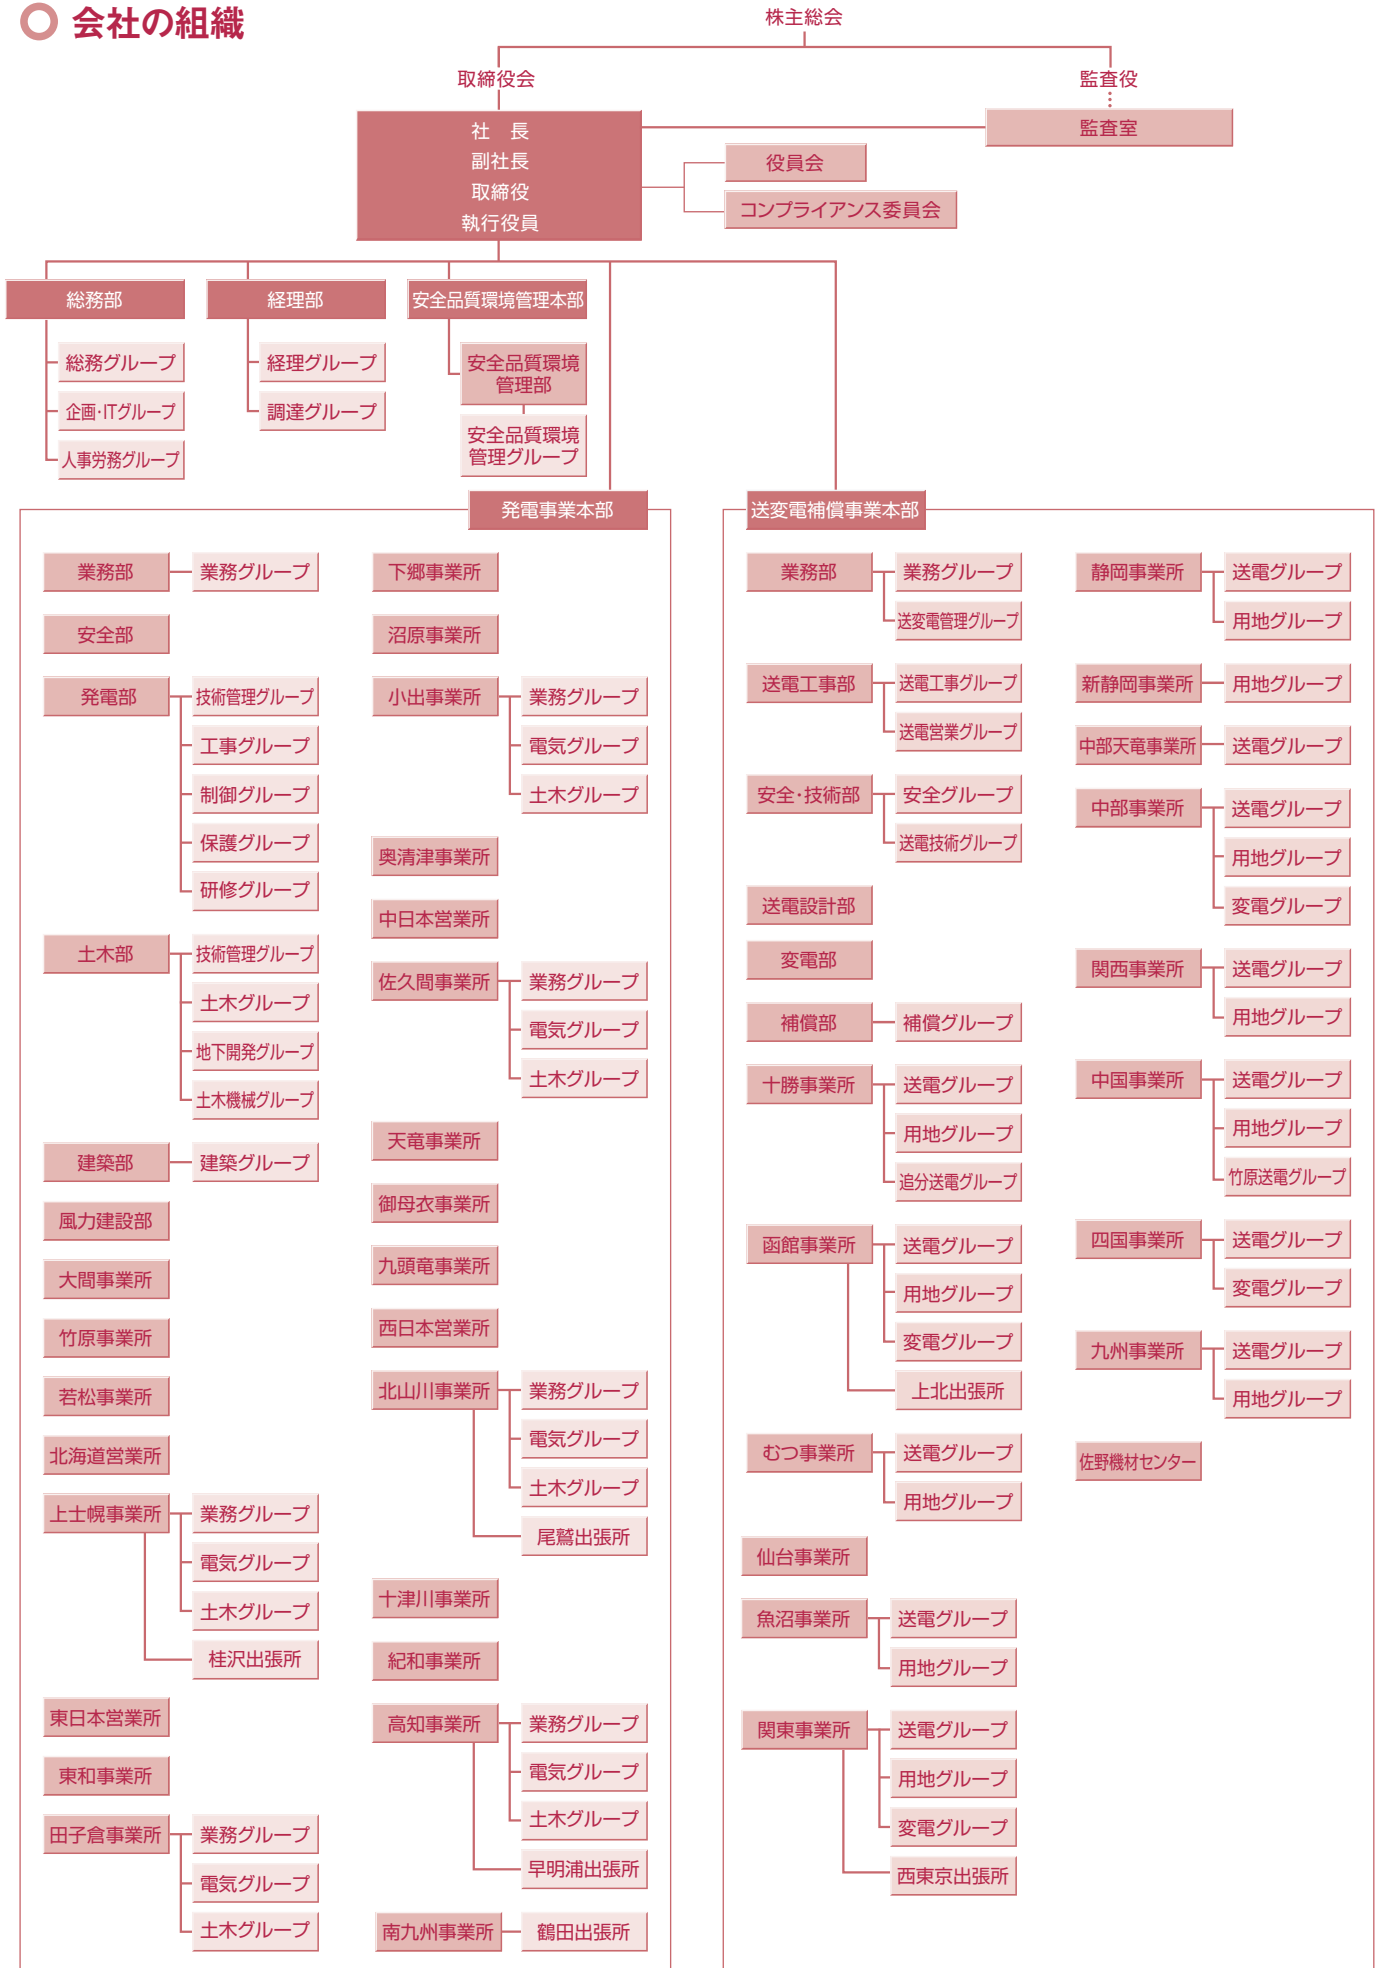 会社の組織
株主総会
取締役会
監査役
社　長
副社長
取締役
執行役員
監査室
役員会
コンプライアンス委員会
総務部
総務グループ
企画・ITグループ
人事労務グループ
経理部
経理グループ
調達グループ
安全品質環境管理本部
安全品質環境
管理部
安全品質環境
管理グループ
発電事業本部
業務部
業務グループ
安全部
発電部
技術管理グループ
工事グループ
制御グループ
保護グループ
研修グループ
土木部
技術管理グループ
土木グループ
地下開発グループ
土木機械グループ
建築部
建築グループ
風力建設部
大間事業所
竹原事業所
若松事業所
北海道営業所
上士幌事業所
業務グループ
電気グループ
土木グループ
桂沢出張所
東日本営業所
東和事業所
田子倉事業所
業務グループ
電気グループ
土木グループ
下郷事業所
沼原事業所
小出事業所
業務グループ
電気グループ
土木グループ
奥清津事業所
中日本営業所
佐久間事業所
業務グループ
電気グループ
土木グループ
天竜事業所
御母衣事業所
九頭竜事業所
西日本営業所
北山川事業所
業務グループ
電気グループ
土木グループ
尾鷲出張所
十津川事業所
紀和事業所
高知事業所
業務グループ
電気グループ
土木グループ
早明浦出張所
南九州事業所
鶴田出張所
送変電補償事業本部
業務部
業務グループ
送変電管理グループ
送電工事部
送電工事グループ
送電営業グループ
安全・技術部
安全グループ
送電技術グループ
送電設計部
変電部
補償部
補償グループ
十勝事業所
送電グループ
用地グループ
追分送電グループ
函館事業所
送電グループ
用地グループ
変電グループ
上北出張所
むつ事業所
送電グループ
用地グループ
仙台事業所
魚沼事業所
送電グループ
用地グループ
関東事業所
送電グループ
用地グループ
変電グループ
西東京出張所
静岡事業所
送電グループ
用地グループ
新静岡事業所
用地グループ
中部天竜事業所
送電グループ
中部事業所
送電グループ
用地グループ
変電グループ
関西事業所
送電グループ
用地グループ
中国事業所
送電グループ
用地グループ
竹原送電グループ
四国事業所
送電グループ
変電グループ
九州事業所
送電グループ
用地グループ
佐野機材センター